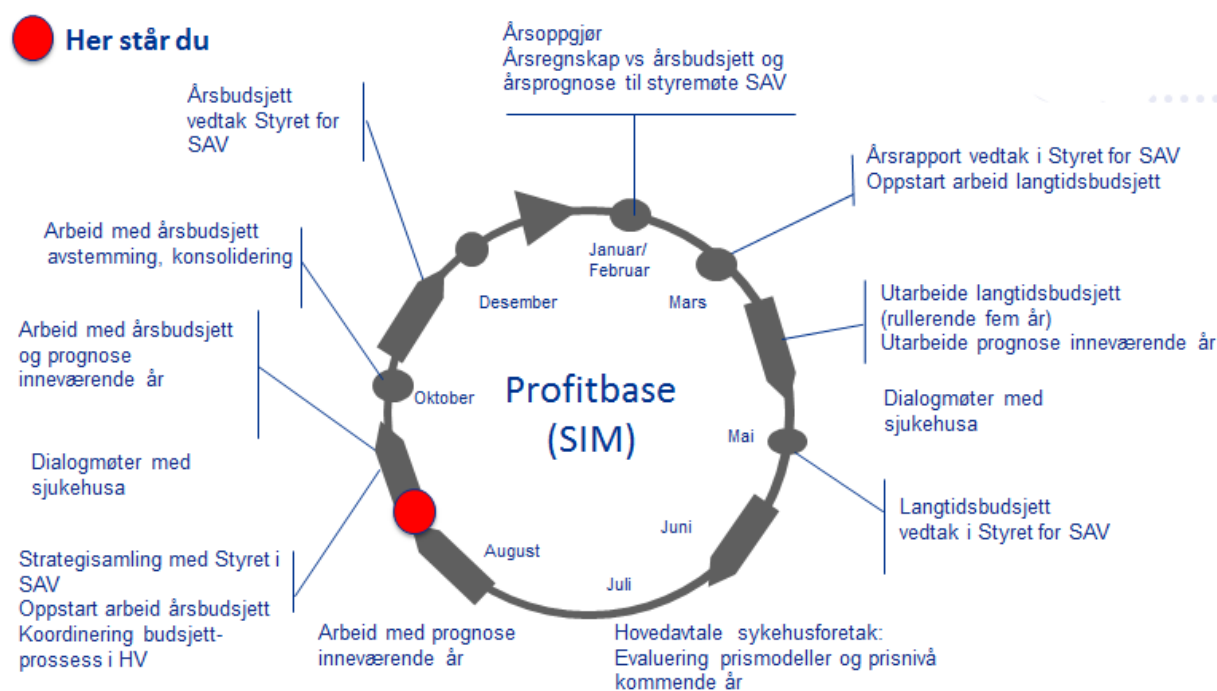 Her står du
Årsoppgjør
Årsregnskap vs årsbudsjett og
årsprognose til styremøte SAV
Årsbudsjett
vedtak Styret for
SAV
Årsrapport vedtak i Styret for SAV
Oppstart arbeid langtidsbudsjett
Arbeid med årsbudsjett
avstemming, konsolidering
Januar/
Februar
Desember
Mars
Utarbeide langtidsbudsjett
(rullerende fem år)
Utarbeide prognose inneværende år
Arbeid med årsbudsjett
og prognose
inneværende år
Oktober
Profitbase
(SIM)
Dialogmøter med
sjukehusa
Mai
Dialogmøter med
sjukehusa
Langtidsbudsjett
vedtak i Styret for SAV
Juni
August
Juli
Strategisamling med Styret i
SAV
Oppstart arbeid årsbudsjett
Koordinering budsjett-
prossess i HV
Arbeid med prognose
inneværende år
Hovedavtale sykehusforetak:
Evaluering prismodeller og prisnivå
kommende år